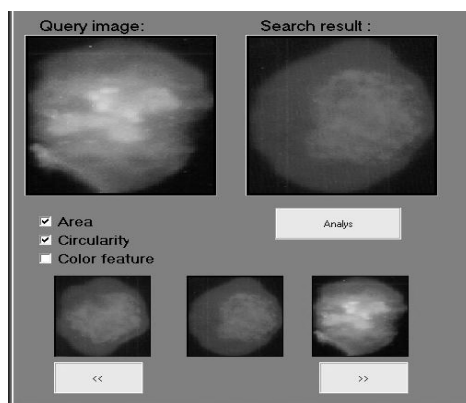 Query image:
Search result :
Area
Analys
Circularity
Color feature
<<
>>